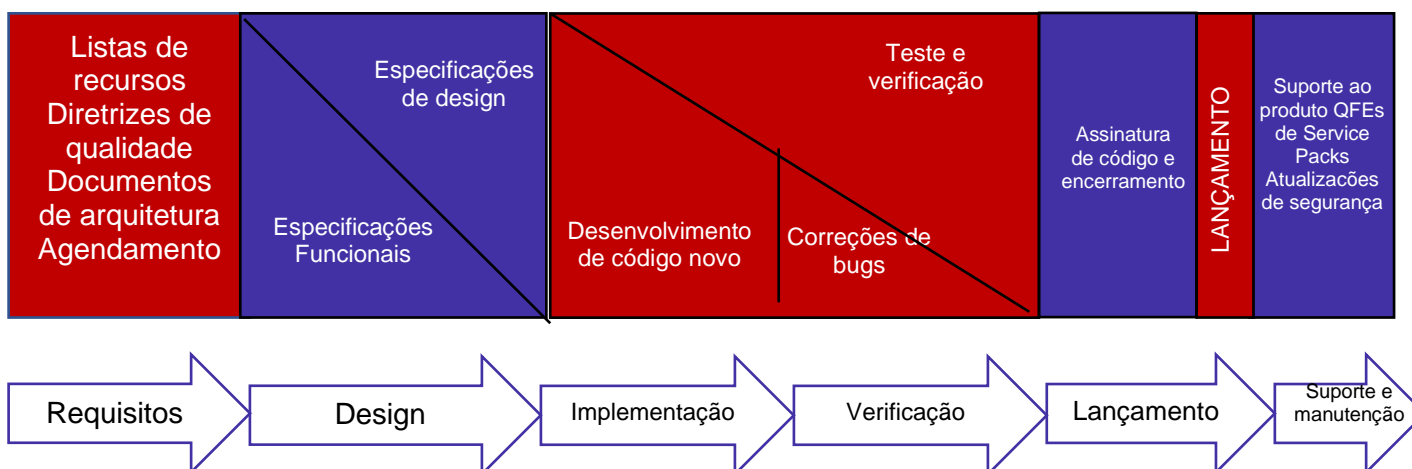 Listas de
recursos
Diretrizes de
qualidade
Documentos
de arquitetura
Agendamento
Especificações
de design
Especificações
Funcionais
Teste e
verificação
Desenvolvimento
de código novo
Correções de
bugs
Assinatura
de código e
encerramento
LANÇAMENTO
Suporte ao
produto QFEs
de Service
Packs
Atualizacões
de segurança
Requisitos
Design
Implementação
Verificação
Lançamento
Suporte e
manutenção